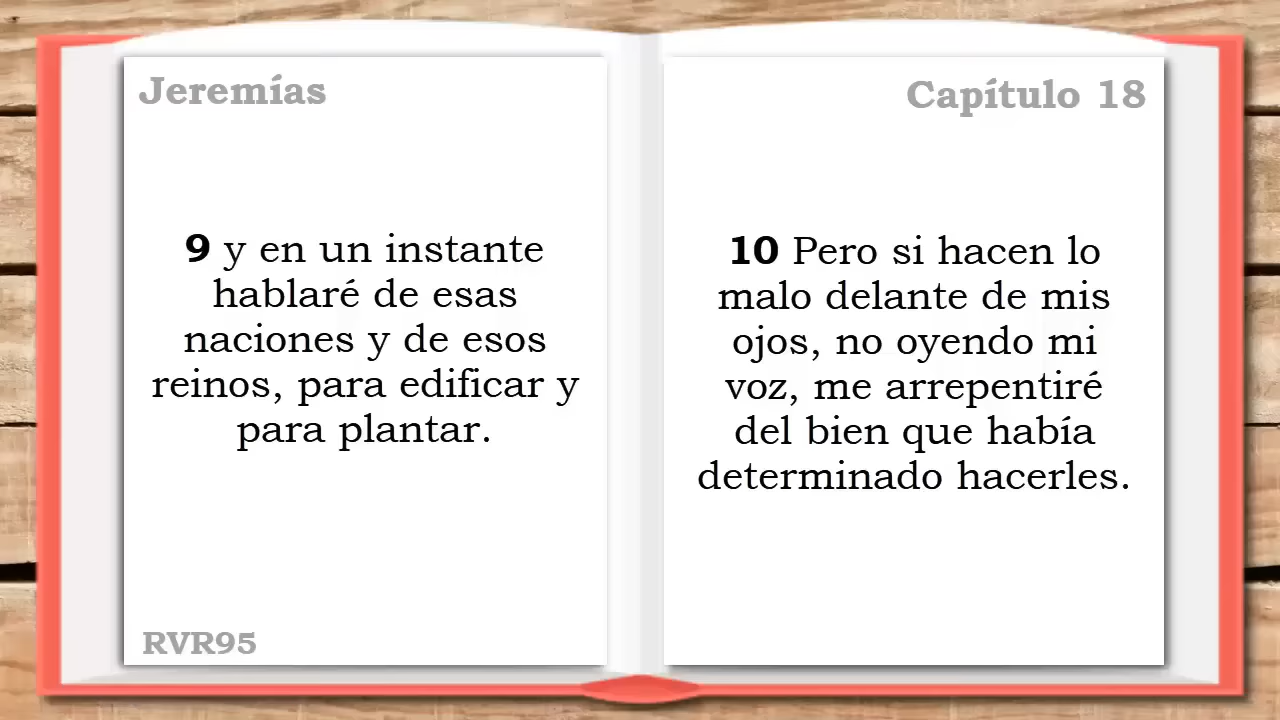 Jeremías
9 y en un instante
hablaré de esas
naciones y de esos
reinos, para edificar y
para plantar.
RVR95
Capítulo 18
10 Pero si hacen lo
malo delante de mis
ojos, no oyendo mi
voz, me arrepentiré
del bien que había
determinado hacerles.